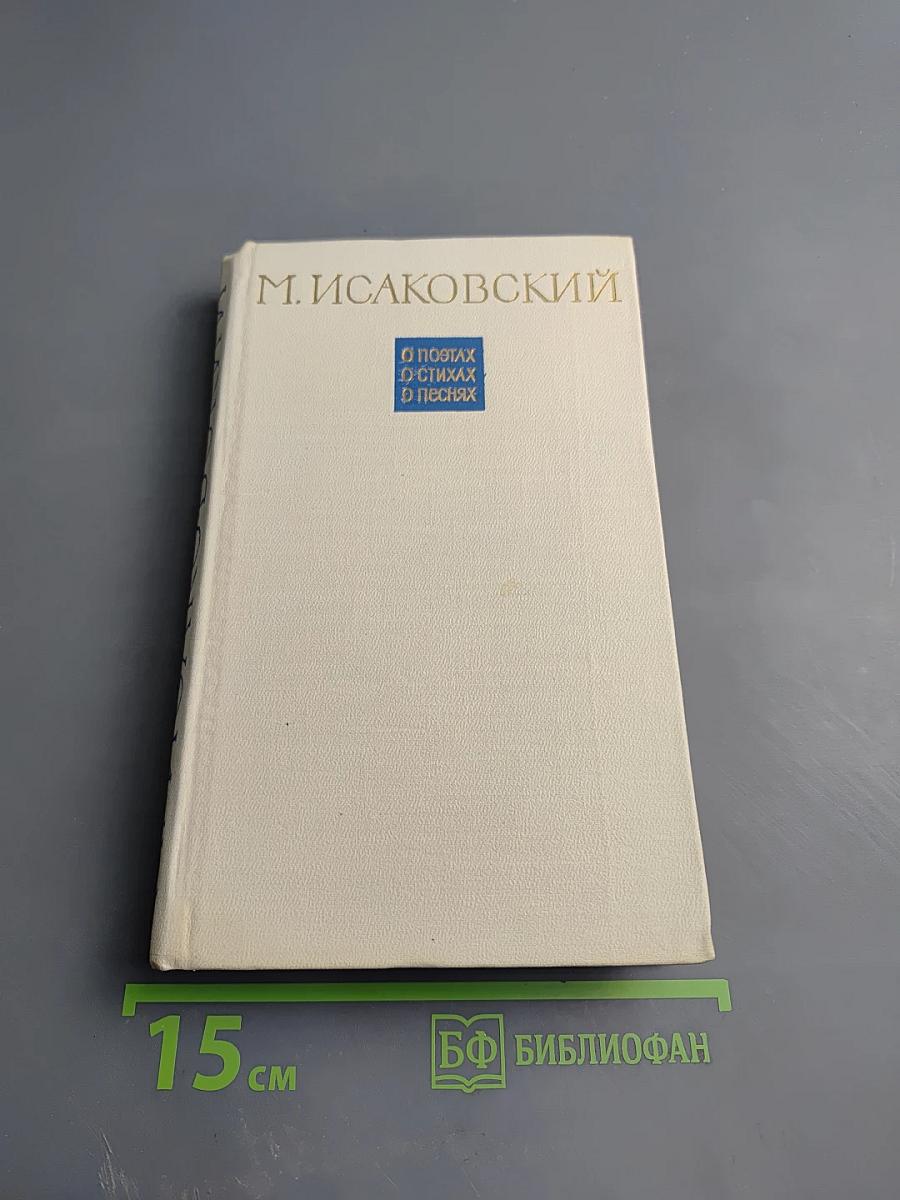 М. ИСАКОВСКИЙ
О ПОЭТАХ
О СТИХАХ
О ПЕСНЯХ
15 см
БФ БИБЛИОФАН